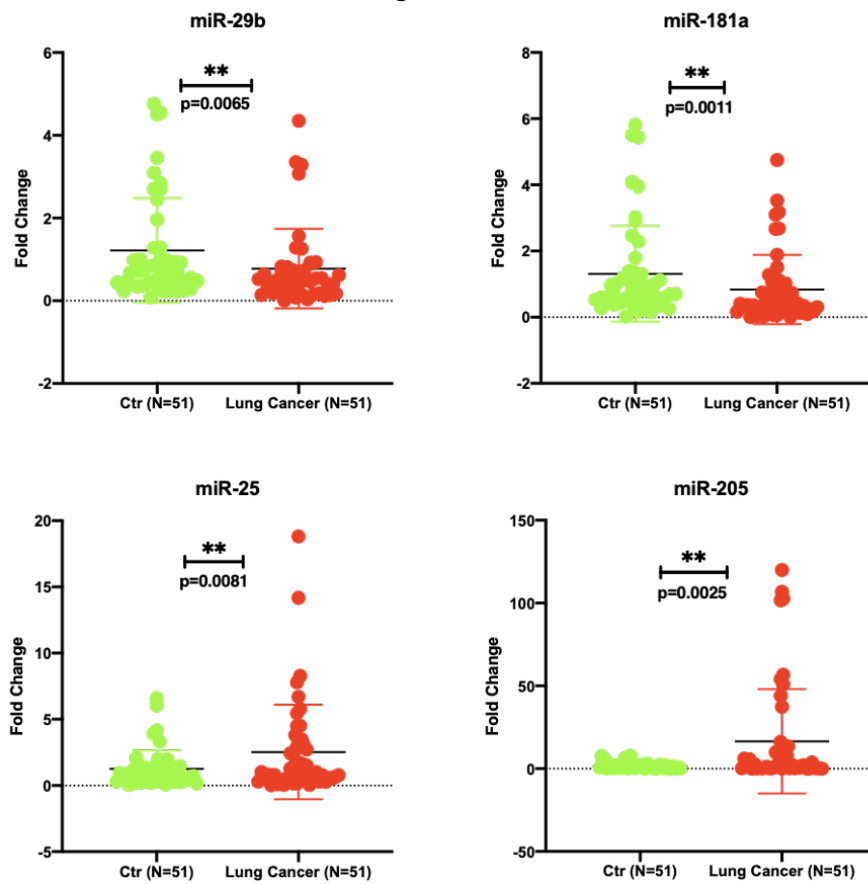 miR-29b
6
4
2
0
-2
Fold Change
**
p=0.0065
Ctr (N=51)
Lung Cancer (N=51)
miR-181a
8
6
4
2
0
-2
Fold Change
**
p=0.0011
Ctr (N=51)
Lung Cancer (N=51)
miR-25
20
15
10
5
0
-5
Fold Change
**
p=0.0081
Ctr (N=51)
Lung Cancer (N=51)
miR-205
150
100
50
0
-50
Fold Change
**
p=0.0025
Ctr (N=51)
Lung Cancer (N=51)